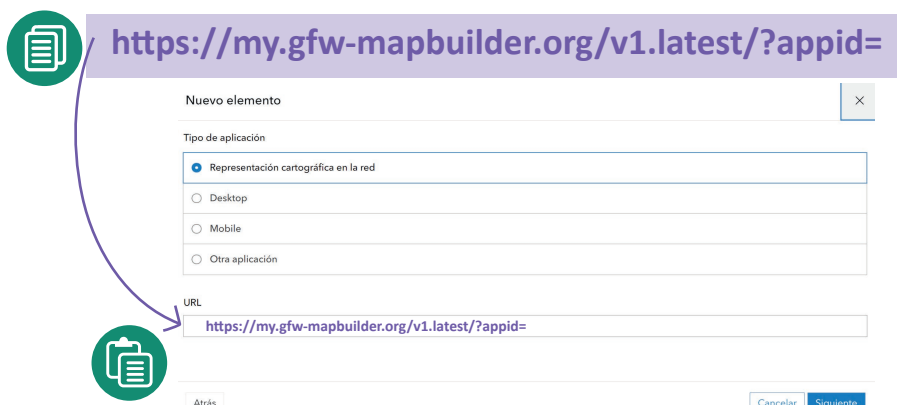 https://my.gfw-mapbuilder.org/v1.latest/?appid=
Nuevo elemento
Tipo de aplicación
Representación cartográfica en la red
Desktop
Mobile
Otra aplicación
URL
https://my.gfw-mapbuilder.org/v1.latest/?appid=
Atrás
Cancelar
Siguiente